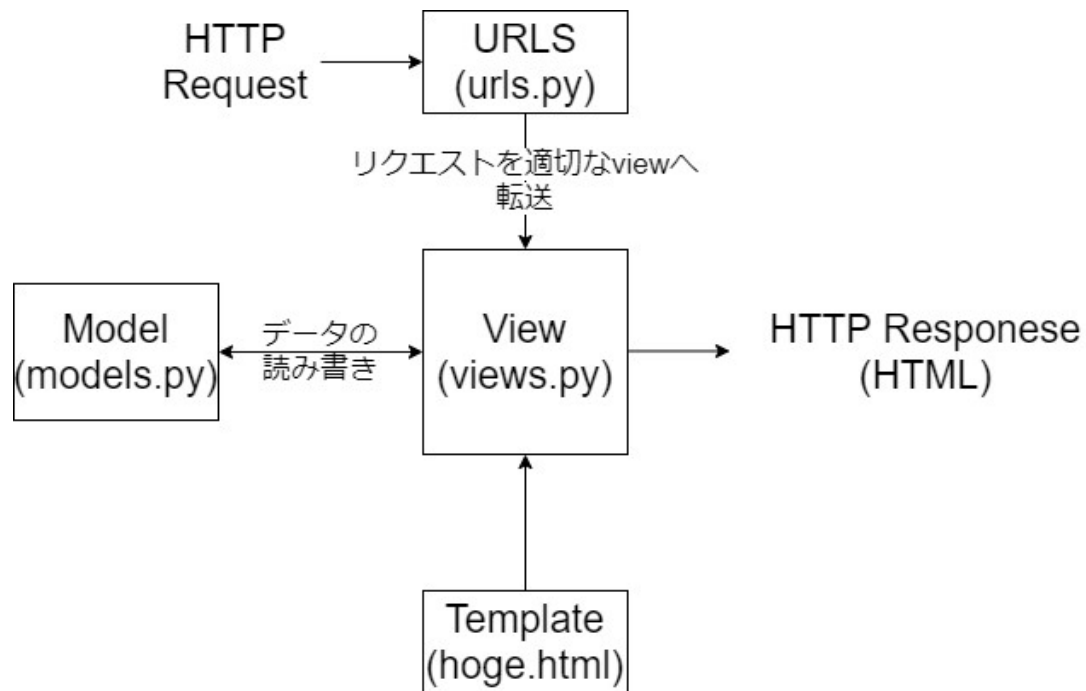 HTTP
Request
URLS
(urls.py)
リクエストを適切なviewへ
転送
Model
(models.py)
データの
読み書き
View
(views.py)
HTTP Responese
(HTML)
Template
(hoge.html)